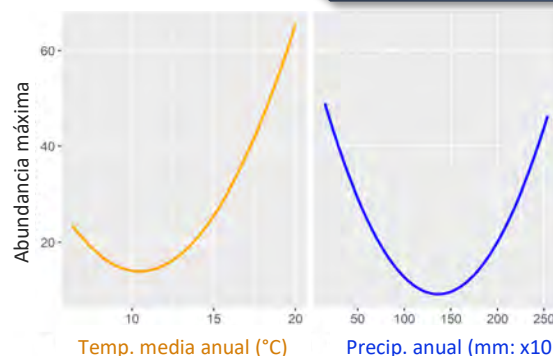 Abundancia máxima
60
40
20
10 15 20
50 100 150 200 250
Temp. media anual (°C)
Precip. anual (mm: x10